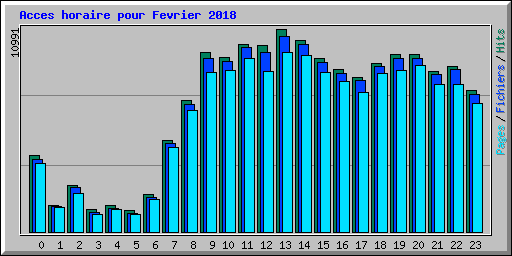 Acces horaire pour Fevrier 2018
10991
Pages / Fichiers / Hits
0 1 2 3 4 5 6 7 8 9 10 11 12 13 14 15 16 17 18 19 20 21 22 23